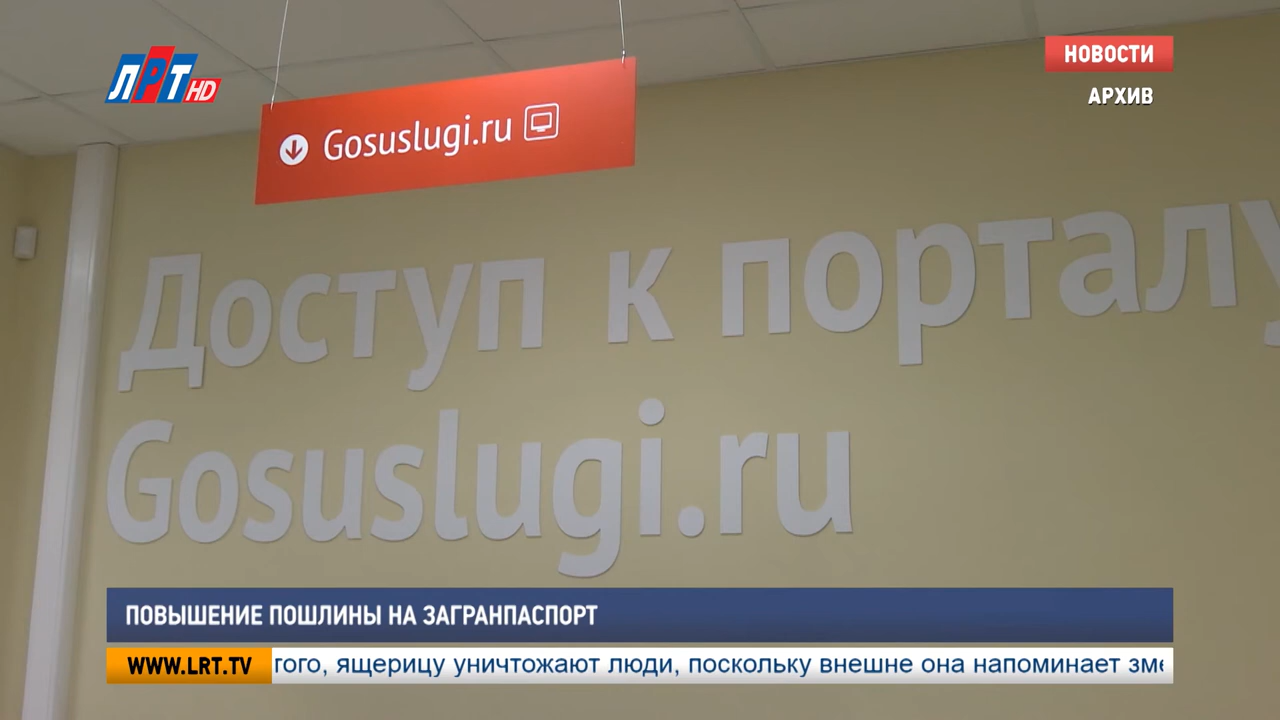 ЛРТ HD
НОВОСТИ
АРХИВ
Gosuslugi.ru
Доступ к порталу
Gosuslugi.ru
ПОВЫШЕНИЕ ПОШЛИНЫ НА ЗАГРАНПАСПОРТ
WWW.LRT.TV
того, ящерицу уничтожают люди, поскольку внешне она напоминает